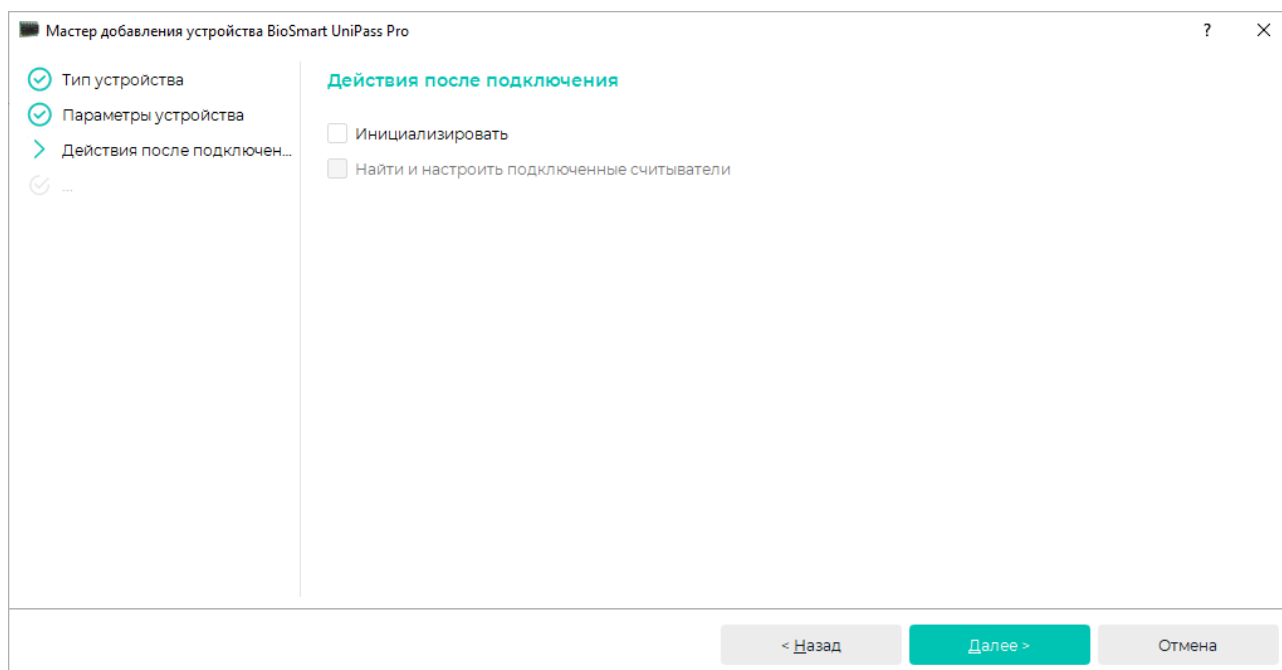 Мастер добавления устройства BioSmart UniPass Pro
?
Тип устройства
Параметры устройства
Действия после подключен...
...
Действия после подключения
Инициализировать
Найти и настроить подключенные считыватели
< Назад
Далее >
Отмена